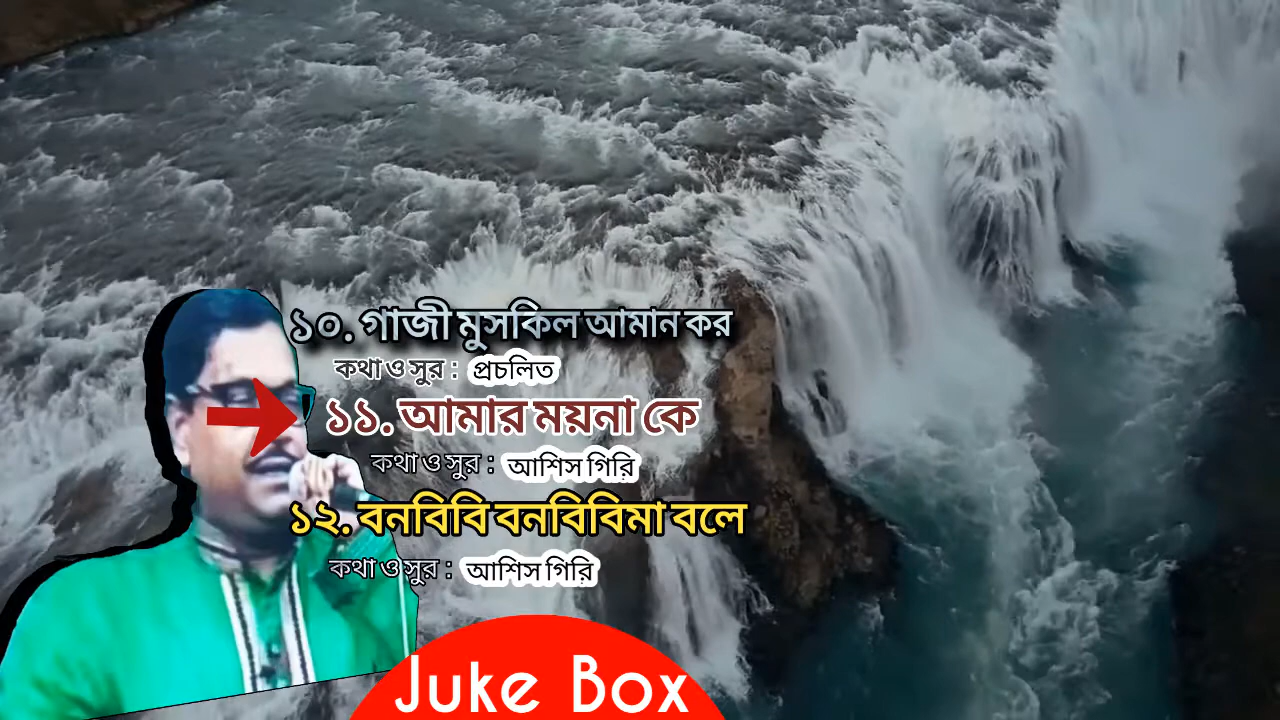 ১০. গাজী মুসকিল আমান কর
কথা ও সুর : প্রচলিত
১১. আমার ময়না কে
কথা ও সুর : আশিস গিরি
১২. বনবিবি বনবিবিমা বলে
কথা ও সুর : আশিস গিরি
Juke Box